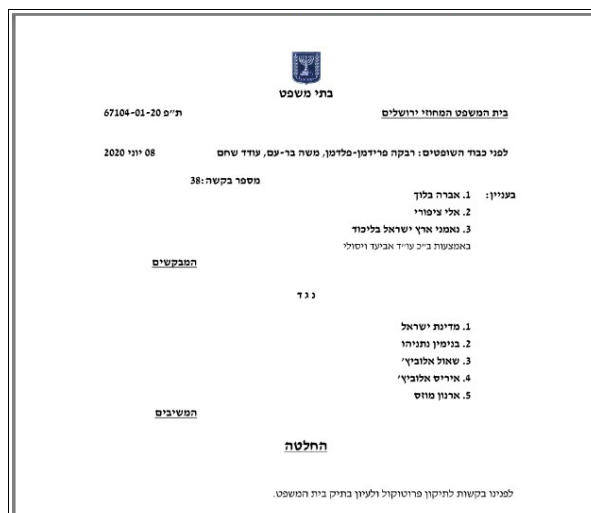 בתי משפט
בית המשפט המחוזי ירושלים ת"פ 67104-01-20
לפני כבוד השופטים: רבקה פרידמן-פלדמן, משה בר-עם, עודד שחם 08 יוני 2020
מספר בקשה:38
בעניין: 1. אברה בלוך
2. אלי ציפורי
3. נאמני ארץ ישראל בליכוד
באמצעות ב"כ עו"ד אביעד ויסולי
המבקשים
נגד
1. מדינת ישראל
2. בנימין נתניהו
3. שאול אלוביץ'
4. איריס אלוביץ'
5. ארנון מוזס
המשיבים
החלטה
לפנינו בקשות לתיקון פרוטוקול ולעיון בתיק בית המשפט.